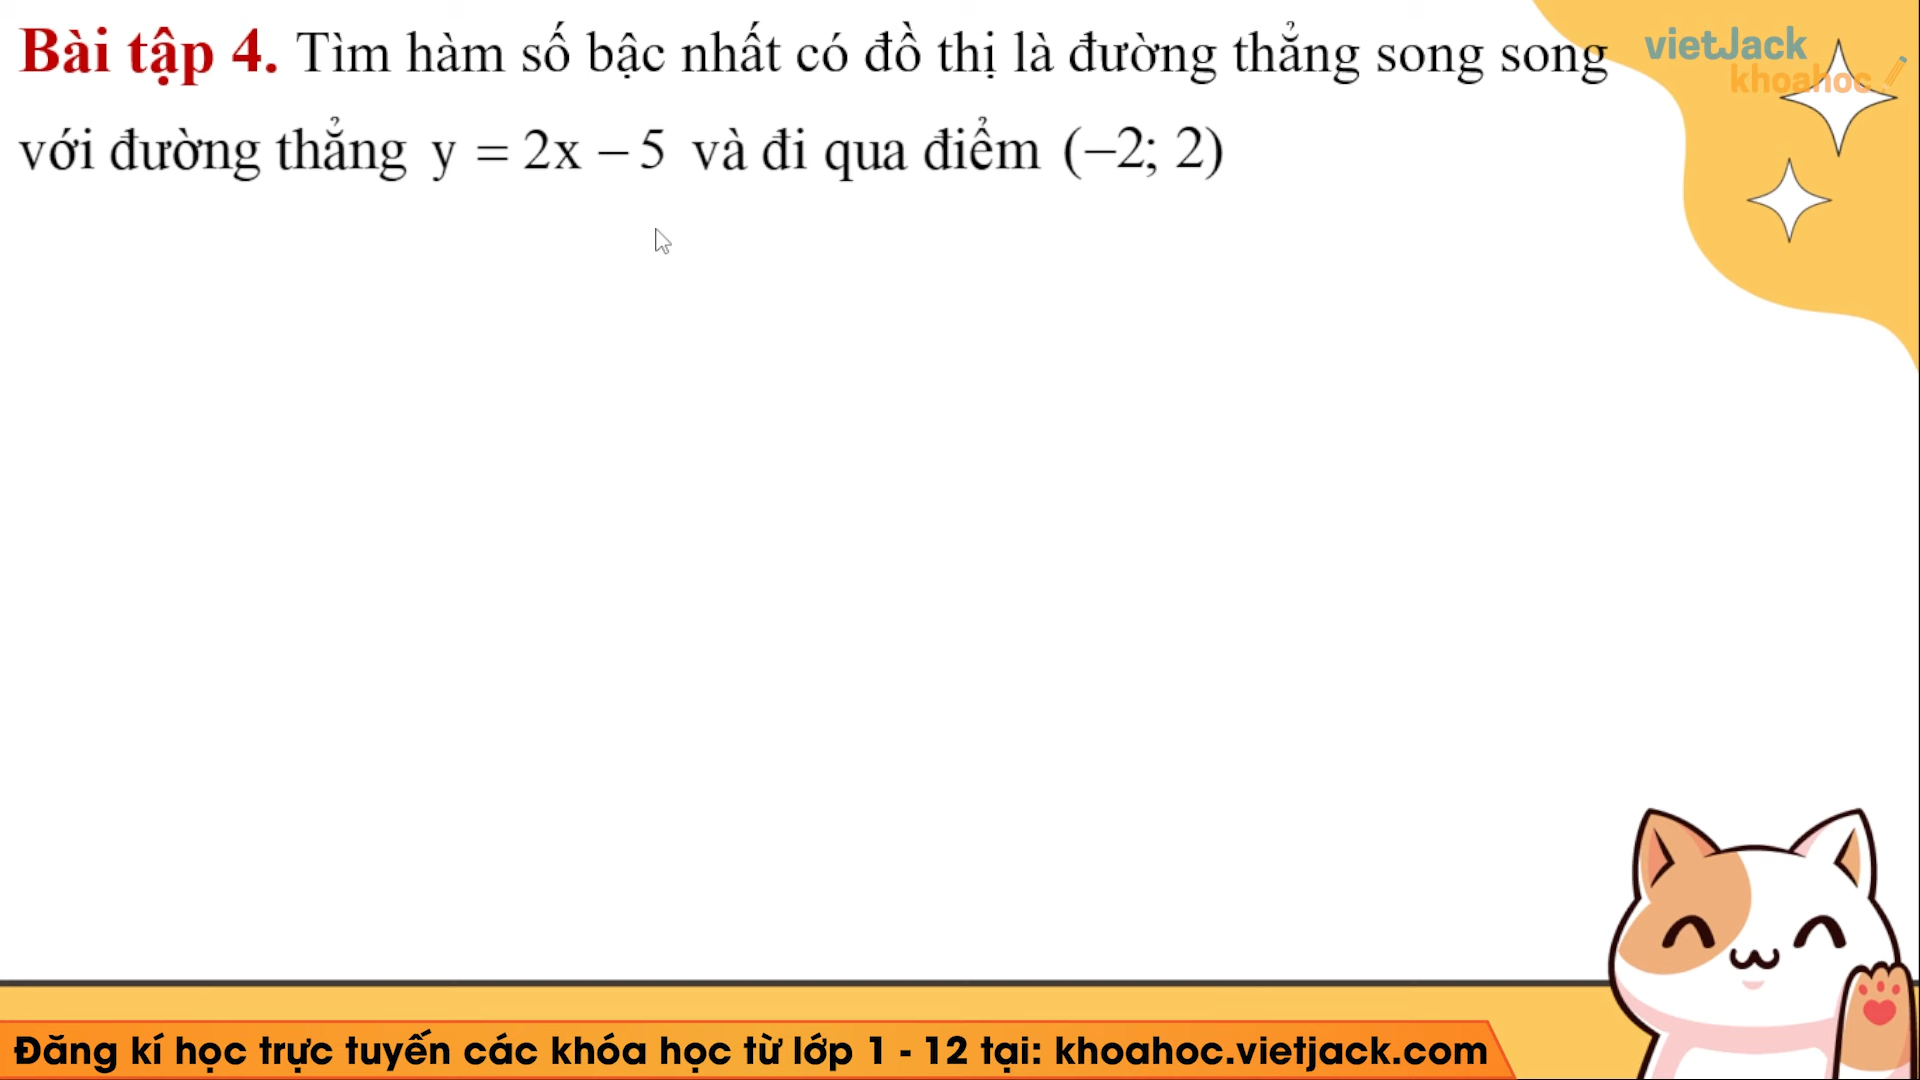 Bài tập 4. Tìm hàm số bậc nhất có đồ thị là đường thẳng song song
với đường thẳng y = 2x − 5 và đi qua điểm (−2; 2)
vietJack
khoahoc
Đăng kí học trực tuyến các khóa học từ lớp 1 - 12 tại: khoahoc.vietjack.com